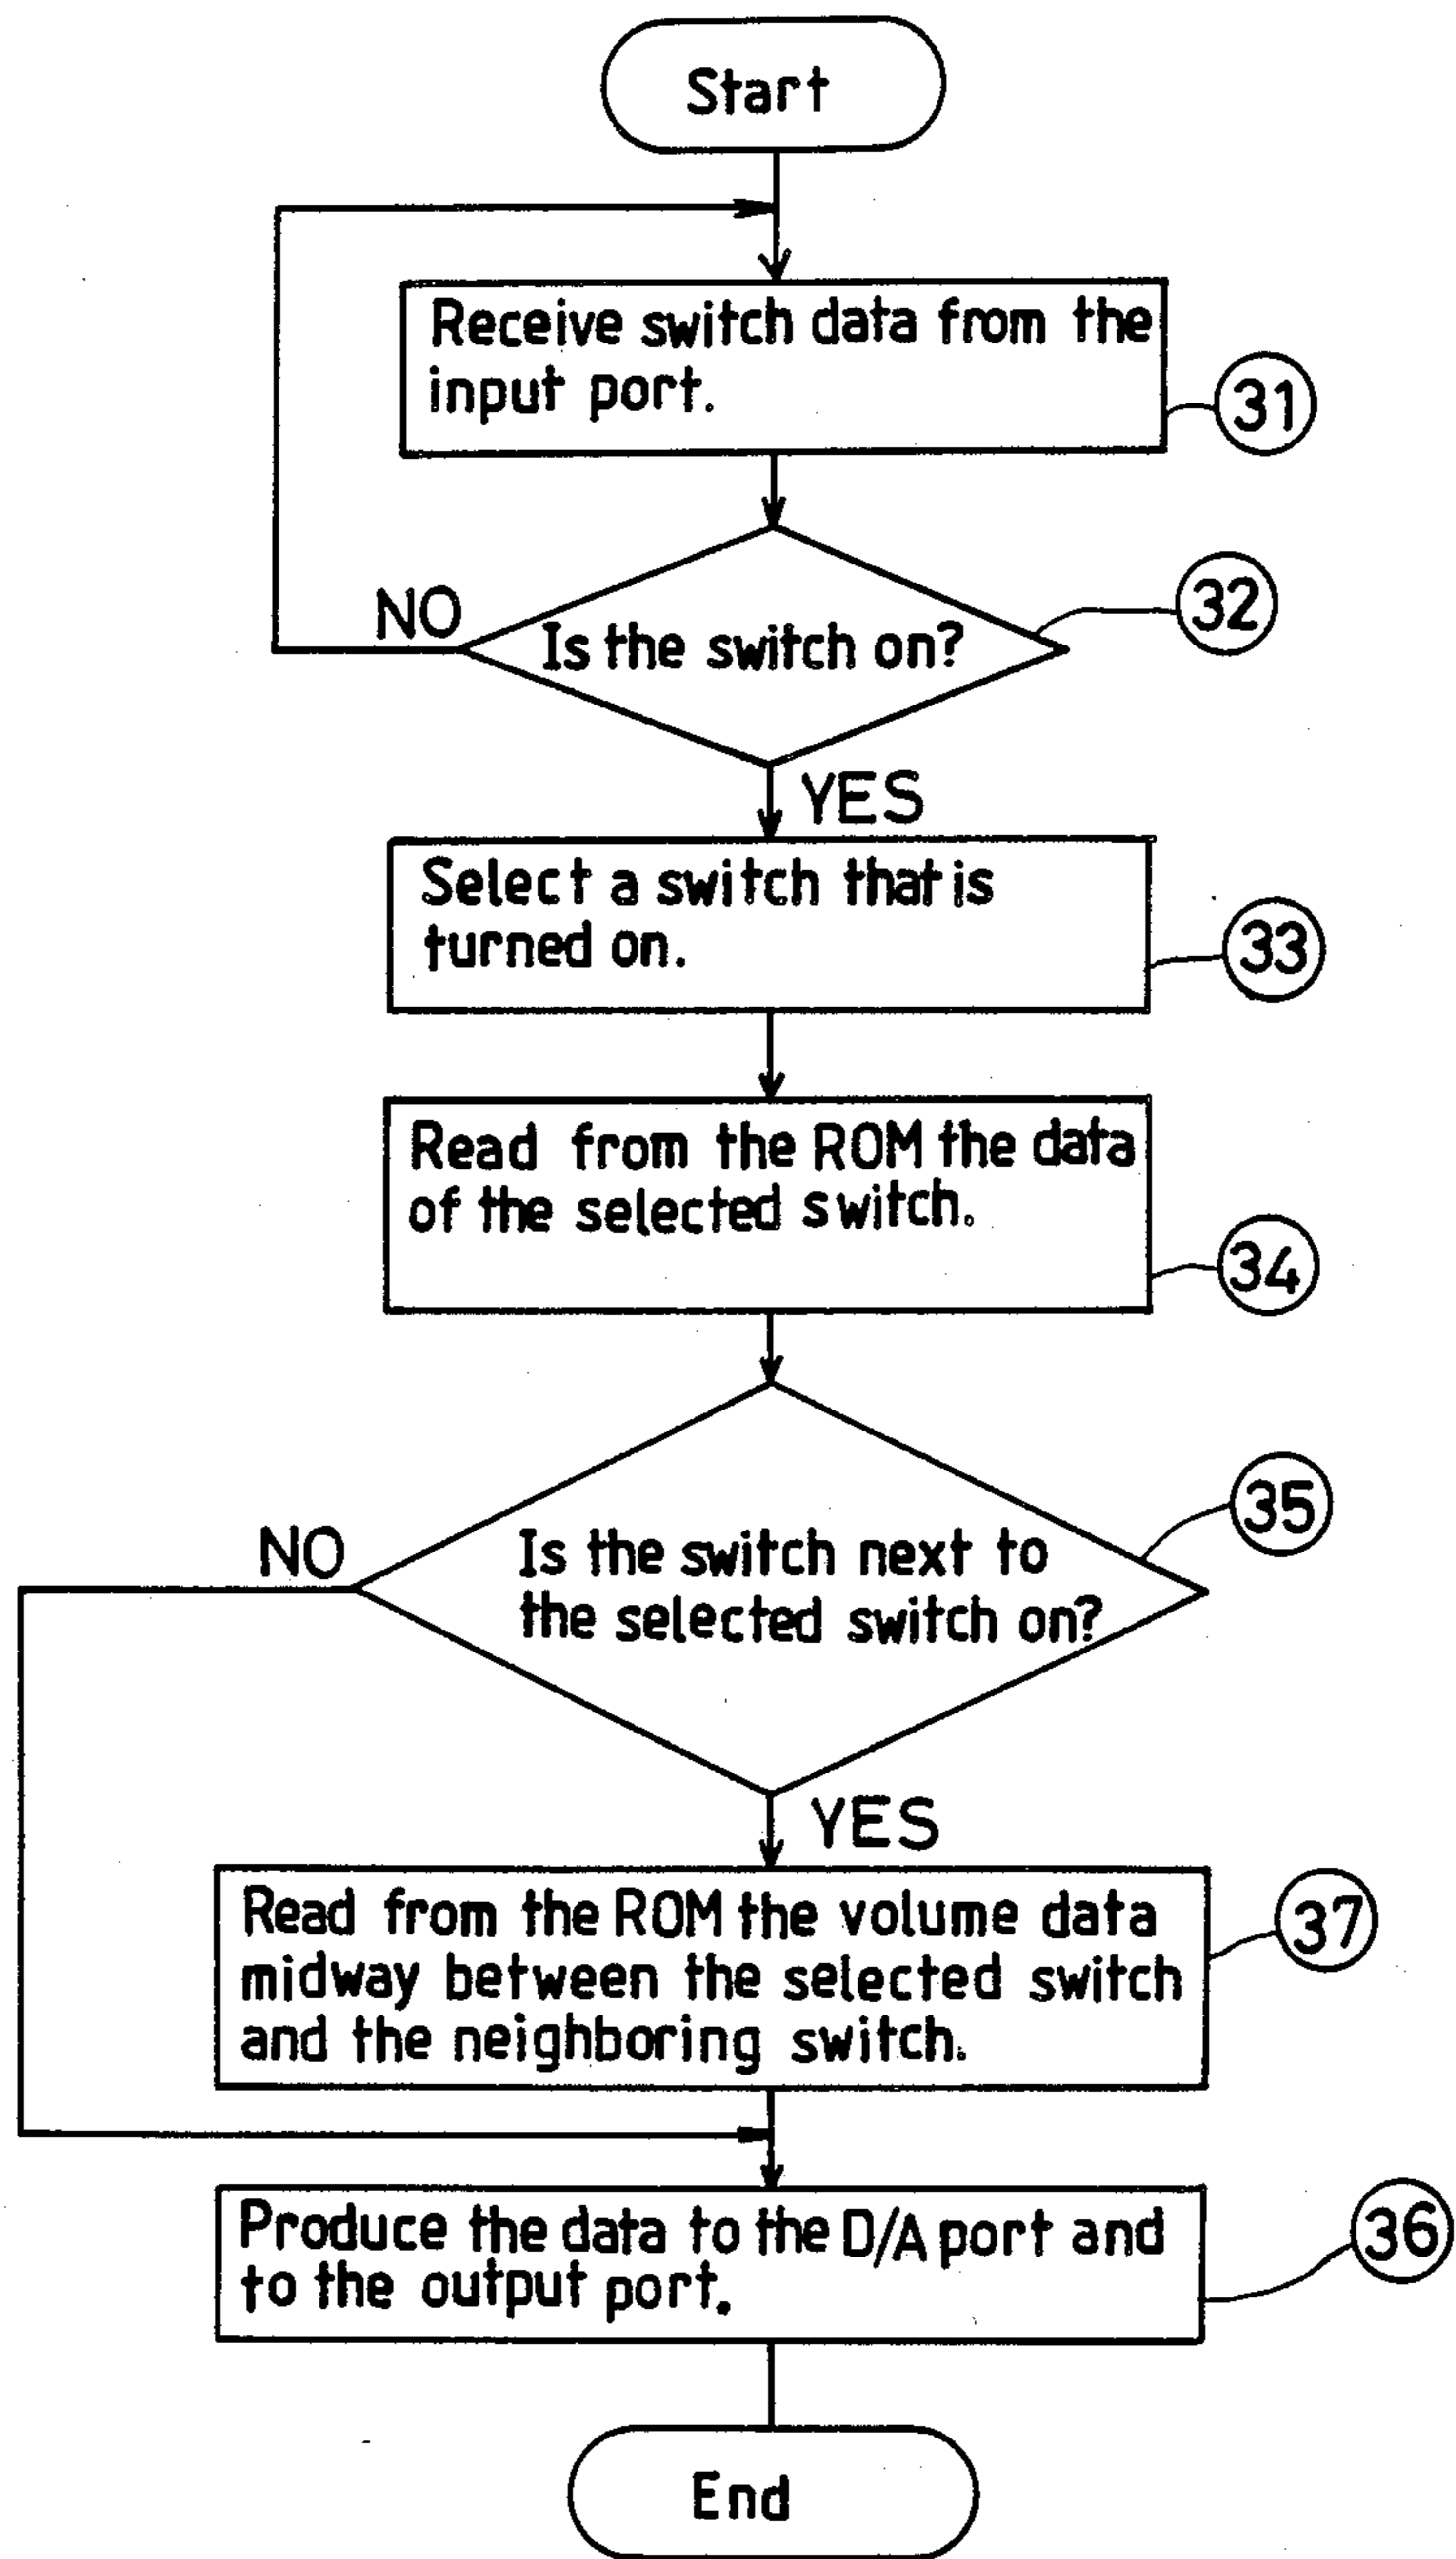 Start
Receive switch data from the
input port.
31
32
NO
Is the switch on?
YES
Select a switch that is
turned on.
33
Read from the ROM the data
of the selected switch.
34
35
NO
Is the switch next to
the selected switch on?
YES
Read from the ROM the volume data
midway between the selected switch
and the neighboring switch.
37
Produce the data to the D/A port and
to the output port.
36
End